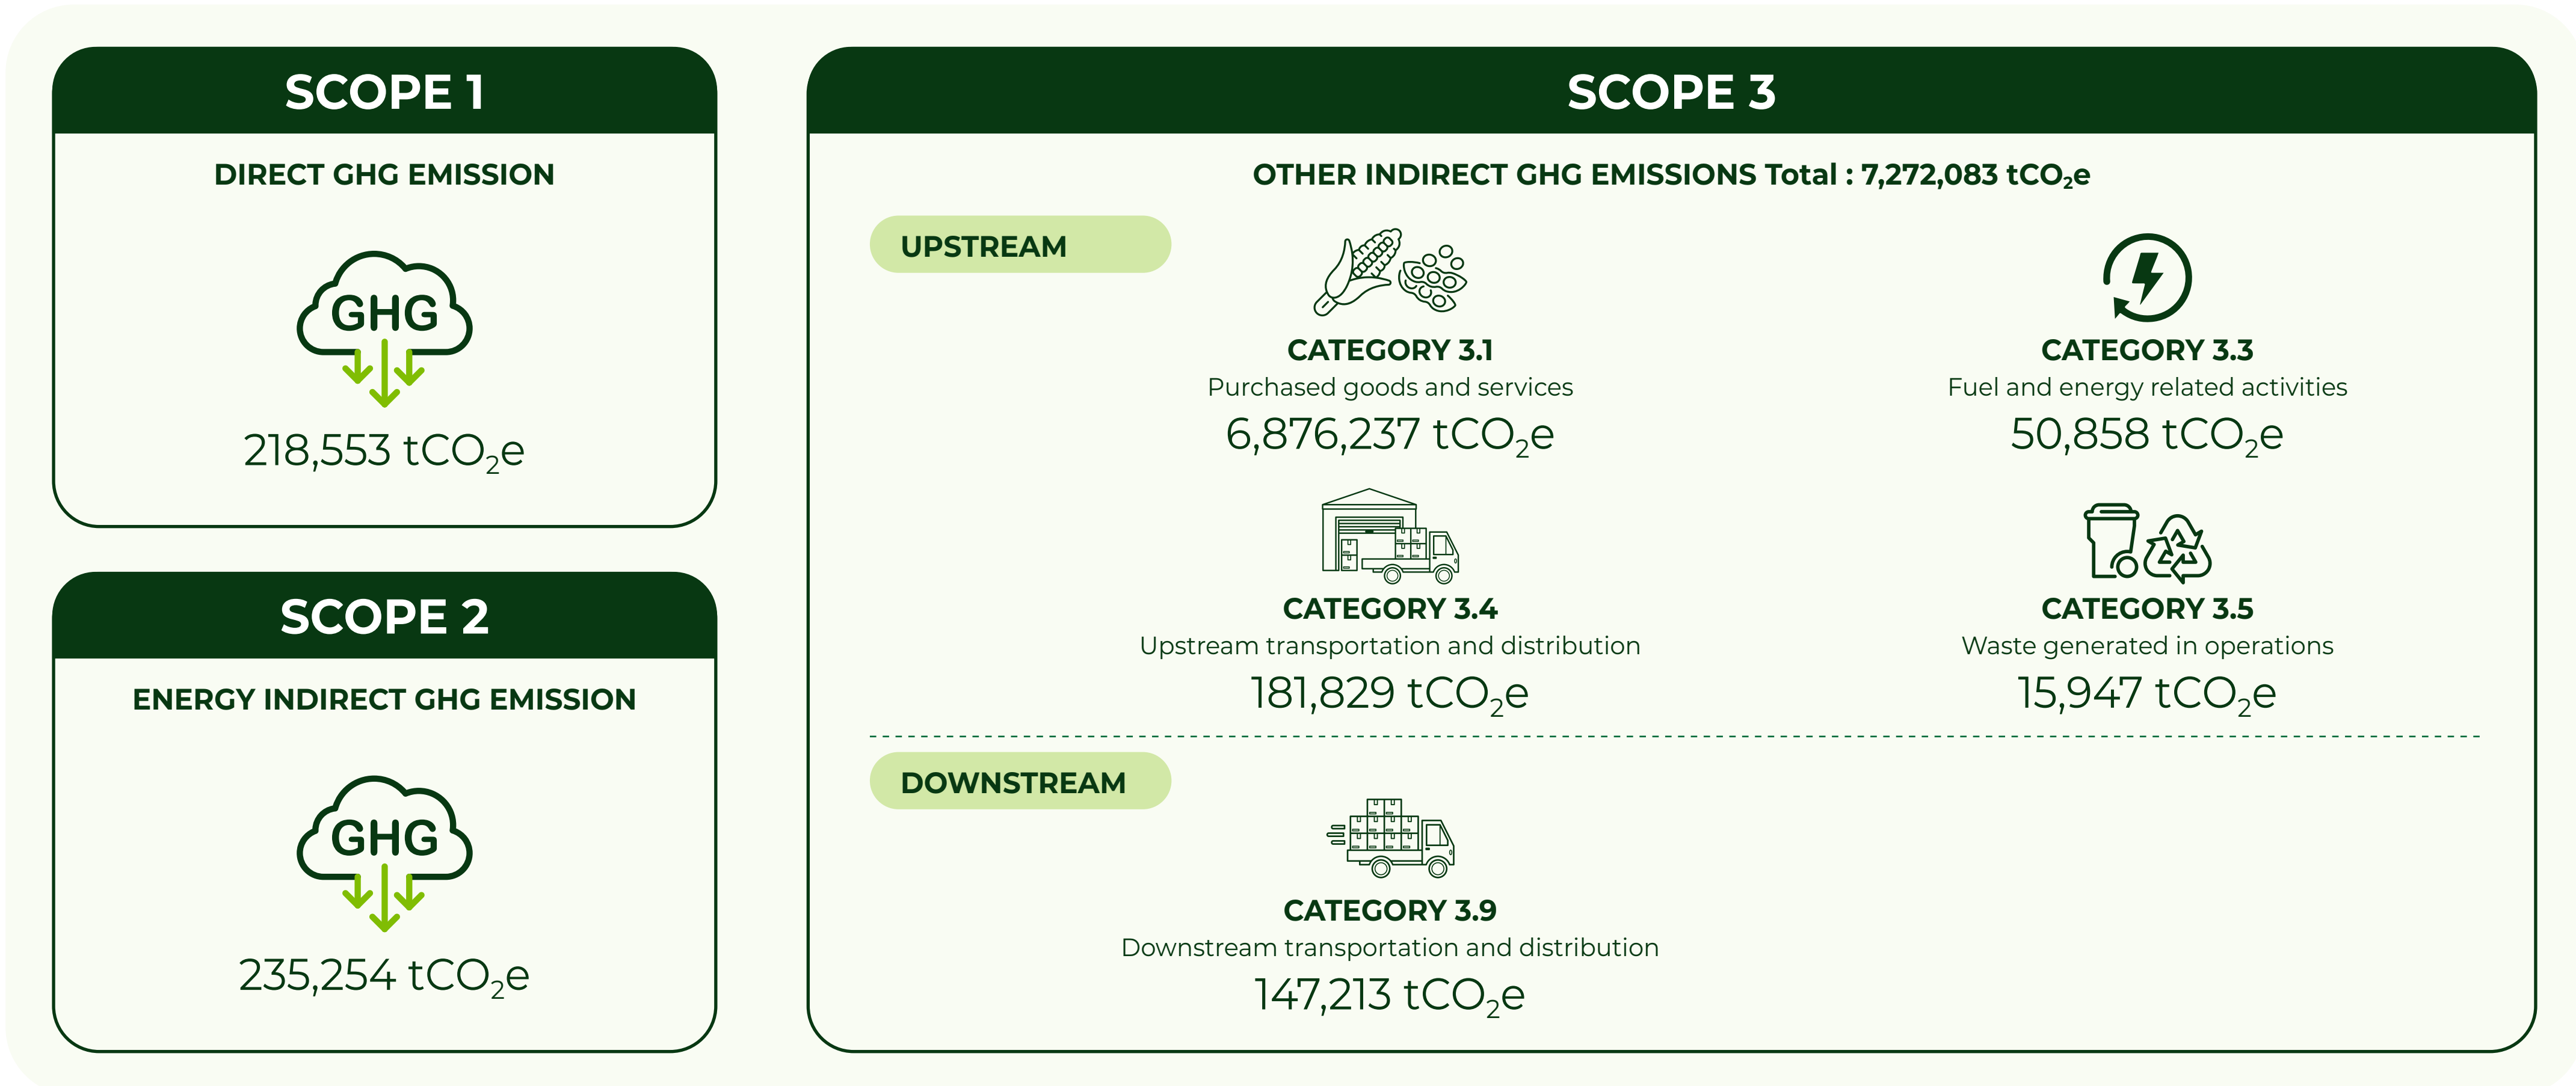 SCOPE 1
DIRECT GHG EMISSION
GHG
218,553 tCO₂e
SCOPE 2
ENERGY INDIRECT GHG EMISSION
GHG
235,254 tCO₂e
SCOPE 3
OTHER INDIRECT GHG EMISSIONS Total : 7,272,083 tCO₂e
UPSTREAM
CATEGORY 3.1
Purchased goods and services
6,876,237 tCO₂e
CATEGORY 3.3
Fuel and energy related activities
50,858 tCO₂e
CATEGORY 3.4
Upstream transportation and distribution
181,829 tCO₂e
CATEGORY 3.5
Waste generated in operations
15,947 tCO₂e
DOWNSTREAM
CATEGORY 3.9
Downstream transportation and distribution
147,213 tCO₂e